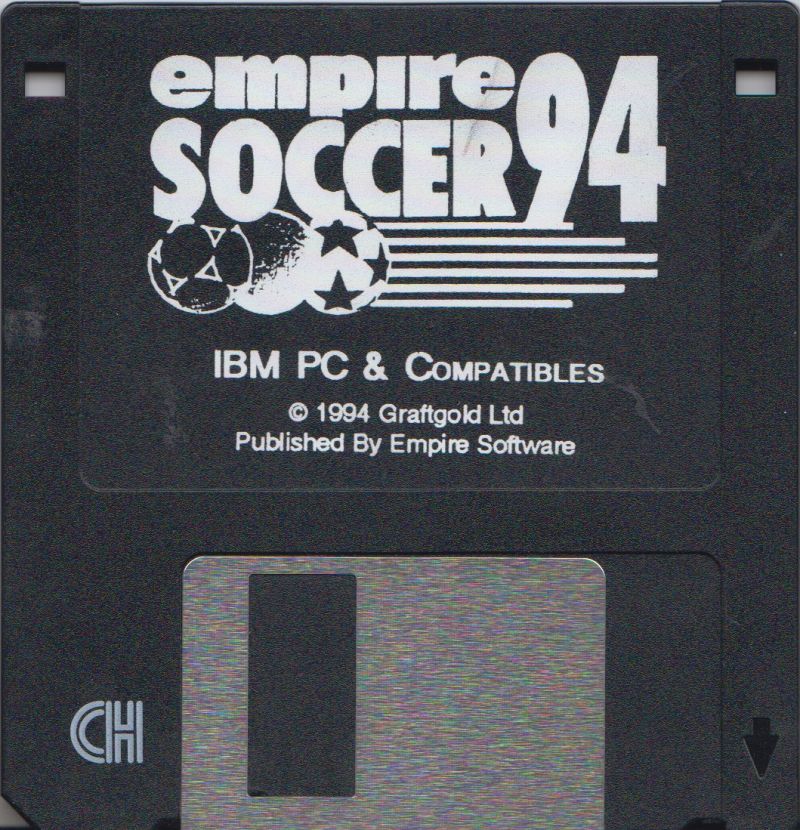 empire
SOCCER 94
IBM PC & COMPATIBLES
© 1994 Graftgold Ltd
Published By Empire Software
CH